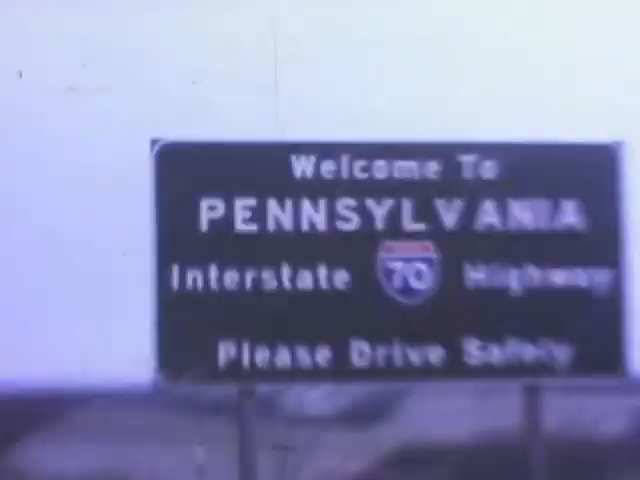 Welcome To
PENNSYLVANIA
Interstate 70 Highway
Please Drive Safely